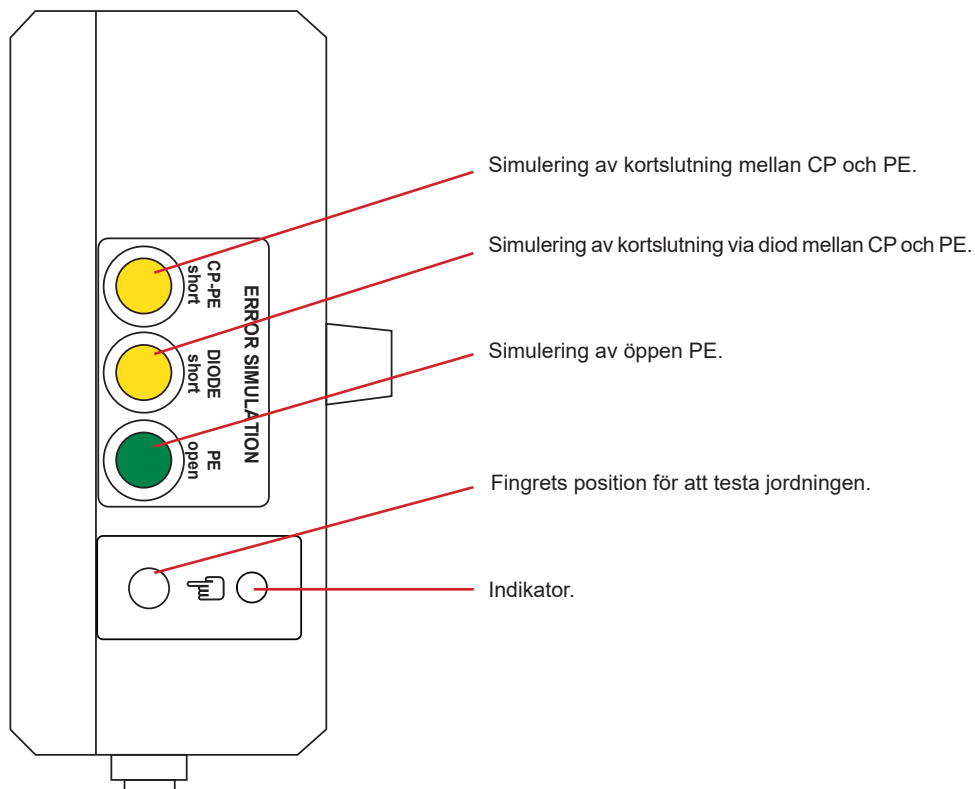 Simulering av kortslutning mellan CP och PE.
Simulering av kortslutning via diod mellan CP och PE.
Simulering av öppen PE.
Fingrets position för att testa jordningen.
Indikator.
ERROR SIMULATION
CP-PE
short
DIODE
short
PE
open